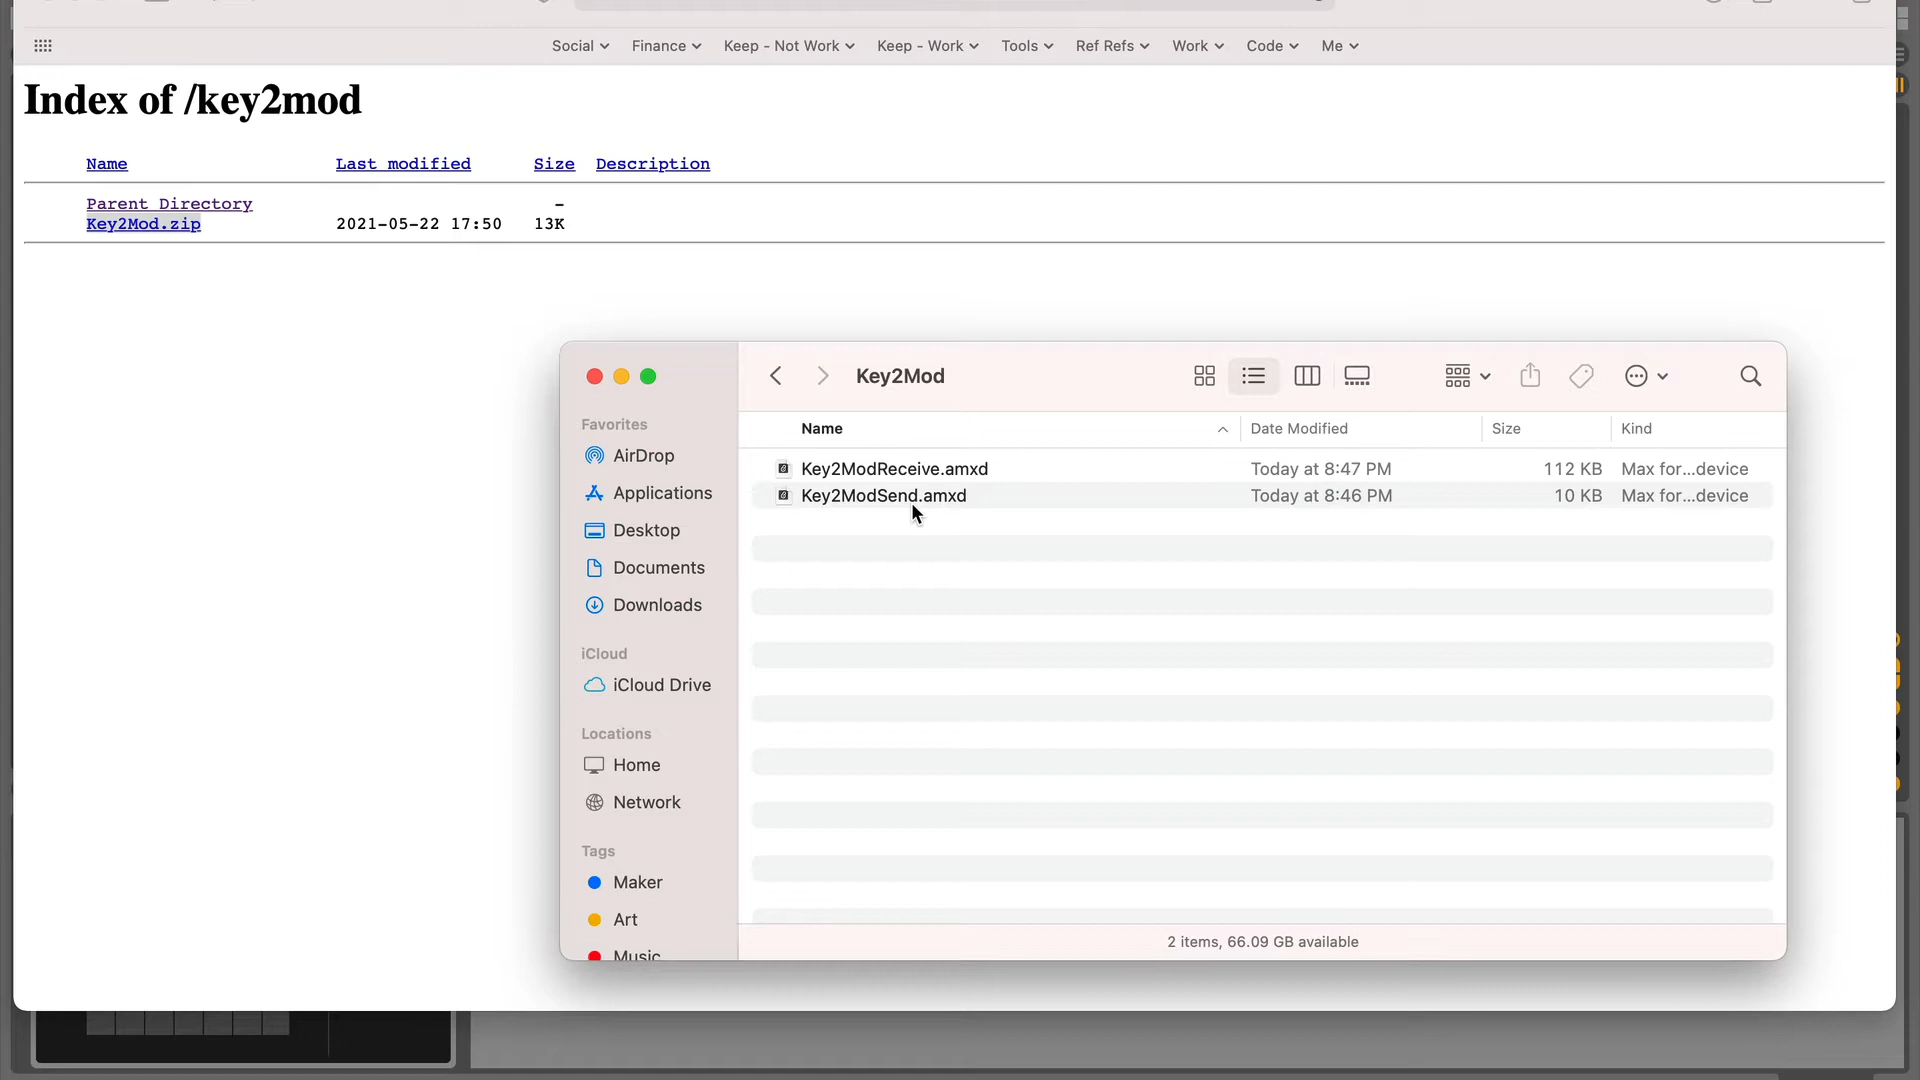 Social Finance Keep - Not Work Keep - Work Tools Ref Refs Work Code Me
Index of /key2mod
Name Last modified Size Description
Parent Directory -
Key2Mod.zip 2021-05-22 17:50 13K
Key2Mod
Favorites
AirDrop
Applications
Desktop
Documents
Downloads
iCloud
iCloud Drive
Locations
Home
Network
Tags
Maker
Art
Music
Name Date Modified Size Kind
Key2ModReceive.amxd Today at 8:47 PM 112 KB Max for...device
Key2ModSend.amxd Today at 8:46 PM 10 KB Max for...device
2 items, 66.09 GB available